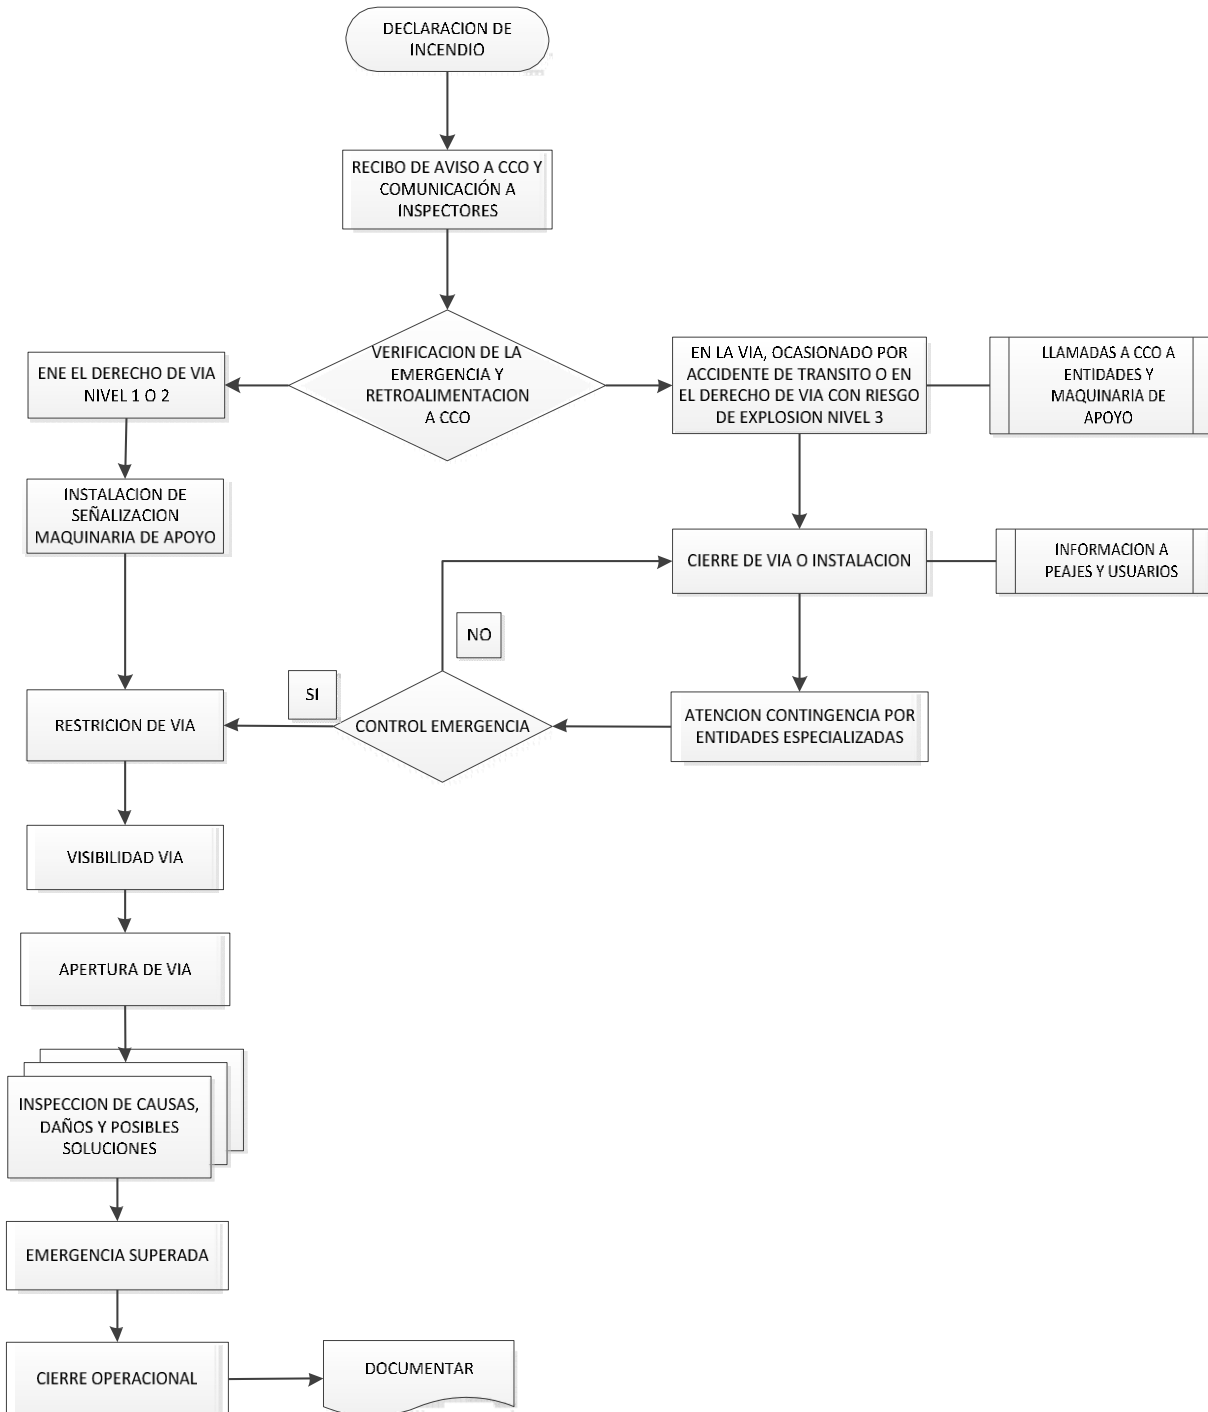 DECLARACION DE
INCENDIO
RECIBO DE AVISO A CCO Y
COMUNICACIÓN A
INSPECTORES
VERIFICACION DE LA
EMERGENCIA Y
RETROALIMENTACION
A CCO
ENE EL DERECHO DE VIA
NIVEL 1 O 2
EN LA VIA, OCASIONADO POR
ACCIDENTE DE TRANSITO O EN
EL DERECHO DE VIA CON RIESGO
DE EXPLOSION NIVEL 3
LLAMADAS A CCO A
ENTIDADES Y
MAQUINARIA DE
APOYO
INSTALACION DE
SEÑALIZACION
MAQUINARIA DE APOYO
CIERRE DE VIA O INSTALACION
INFORMACION A
PEAJES Y USUARIOS
NO
SI
RESTRICION DE VIA
CONTROL EMERGENCIA
ATENCION CONTINGENCIA POR
ENTIDADES ESPECIALIZADAS
VISIBILIDAD VIA
APERTURA DE VIA
INSPECCION DE CAUSAS,
DAÑOS Y POSIBLES
SOLUCIONES
EMERGENCIA SUPERADA
CIERRE OPERACIONAL
DOCUMENTAR